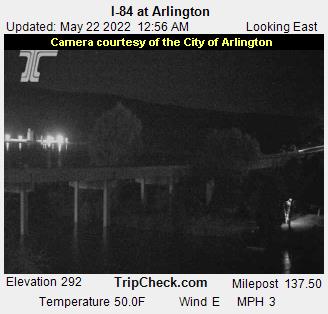 I-84 at Arlington
Updated: May 22 2022 12:56 AM Looking East
Camera courtesy of the City of Arlington
Elevation 292 TripCheck.com Milepost 137.50
Temperature 50.0F Wind E MPH 3